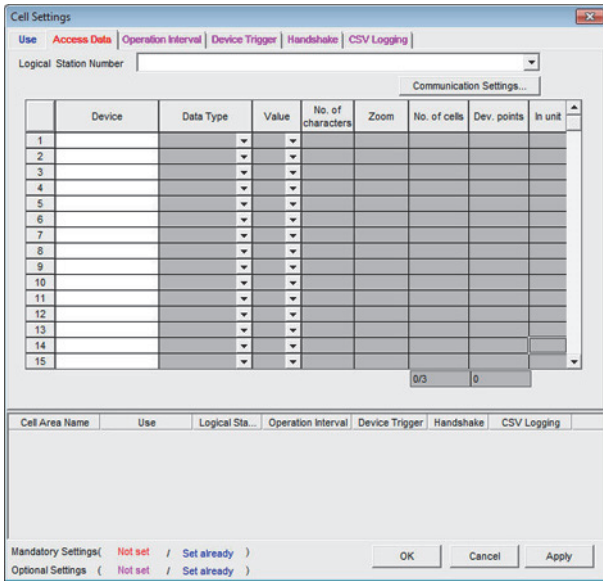 Cell Settings
Use Access Data Operation Interval Device Trigger Handshake CSV Logging
Logical Station Number
Communication Settings...
Device Data Type Value No. of characters Zoom No. of cells Dev. points In unit
1
2
3
4
5
6
7
8
9
10
11
12
13
14
15
0/3 0
Cell Area Name Use Logical Sta... Operation Interval Device Trigger Handshake CSV Logging
Mandatory Settings( Not set / Set already )
Optional Settings ( Not set / Set already )
OK Cancel Apply